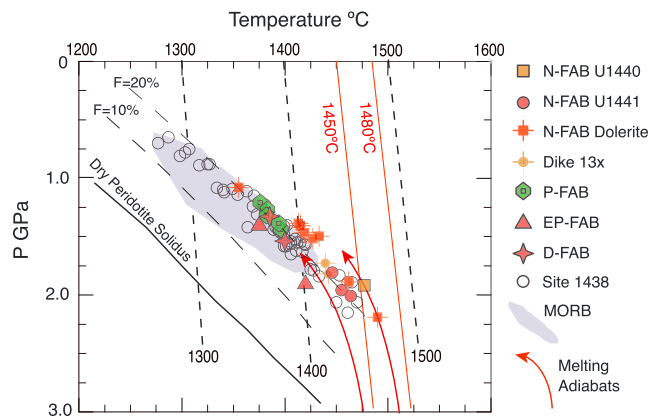 Temperature ºC
1200
1300
1400
1500
1600
0
1.0
2.0
3.0
P GPa
F=20%
F=10%
Dry Peridotite Solidus
1450ºC
1480ºC
1300
1400
1500
N-FAB U1440
N-FAB U1441
N-FAB Dolerite
Dike 13x
P-FAB
EP-FAB
D-FAB
Site 1438
MORB
Melting
Adiabats